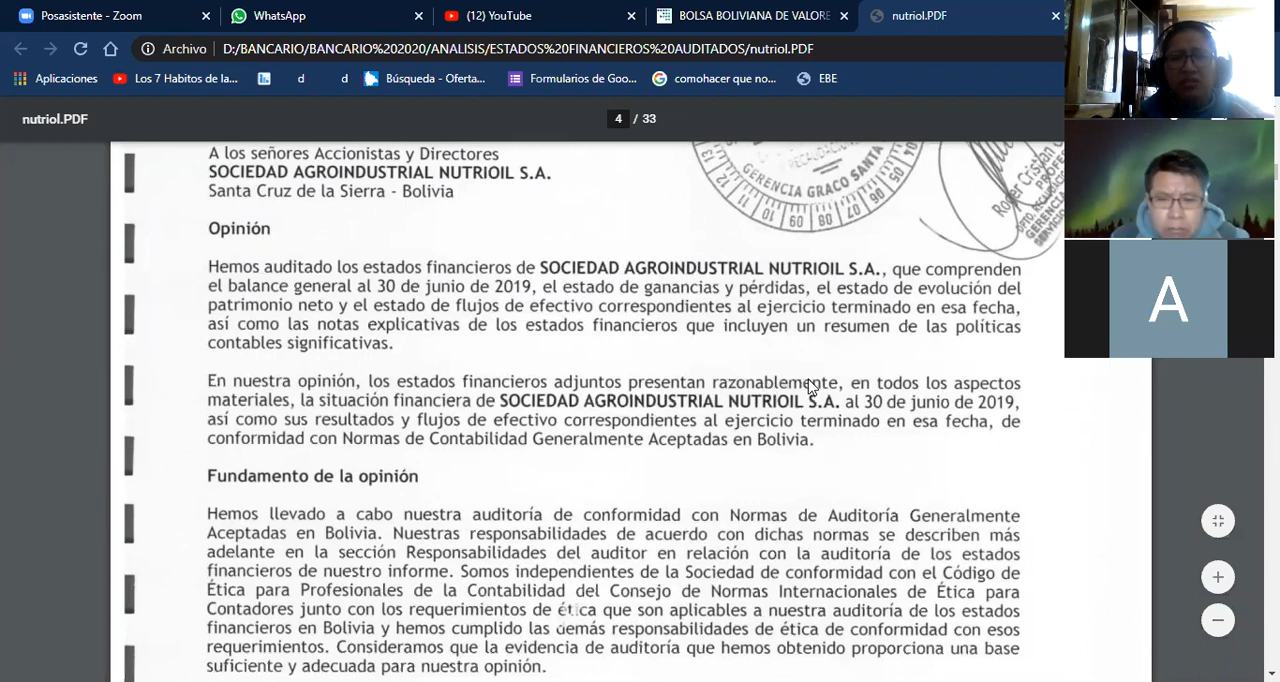 Posasistente - Zoom
WhatsApp
(12) YouTube
BOLSA BOLIVIANA DE VALORE
nutriol.PDF
Archivo
D:/BANCARIO/BANCARIO%202020/ANALISIS/ESTADOS%20FINANCIEROS%20AUDITADOS/nutriol.PDF
Aplicaciones
Los 7 Habitos de la...
d
d
Búsqueda - Oferta...
Formularios de Goo...
comohacer que no...
EBE
nutriol.PDF
4 / 33
A los señores Accionistas y Directores
SOCIEDAD AGROINDUSTRIAL NUTRIOIL S.A.
Santa Cruz de la Sierra - Bolivia
GERENCIA GRACO SANTA
Roger Cristian
Opinión
Hemos auditado los estados financieros de SOCIEDAD AGROINDUSTRIAL NUTRIOIL S.A., que comprenden
el balance general al 30 de junio de 2019, el estado de ganancias y pérdidas, el estado de evolución del
patrimonio neto y el estado de flujos de efectivo correspondientes al ejercicio terminado en esa fecha,
así como las notas explicativas de los estados financieros que incluyen un resumen de las políticas
contables significativas.
En nuestra opinión, los estados financieros adjuntos presentan razonablemente, en todos los aspectos
materiales, la situación financiera de SOCIEDAD AGROINDUSTRIAL NUTRIOIL S.A. al 30 de junio de 2019,
así como sus resultados y flujos de efectivo correspondientes al ejercicio terminado en esa fecha, de
conformidad con Normas de Contabilidad Generalmente Aceptadas en Bolivia.
Fundamento de la opinión
Hemos llevado a cabo nuestra auditoría de conformidad con Normas de Auditoría Generalmente
Aceptadas en Bolivia. Nuestras responsabilidades de acuerdo con dichas normas se describen más
adelante en la sección Responsabilidades del auditor en relación con la auditoría de los estados
financieros de nuestro informe. Somos independientes de la Sociedad de conformidad con el Código de
Ética para Profesionales de la Contabilidad del Consejo de Normas Internacionales de Ética para
Contadores junto con los requerimientos de ética que son aplicables a nuestra auditoría de los estados
financieros en Bolivia y hemos cumplido las demás responsabilidades de ética de conformidad con esos
requerimientos. Consideramos que la evidencia de auditoría que hemos obtenido proporciona una base
suficiente y adecuada para nuestra opinión.
A